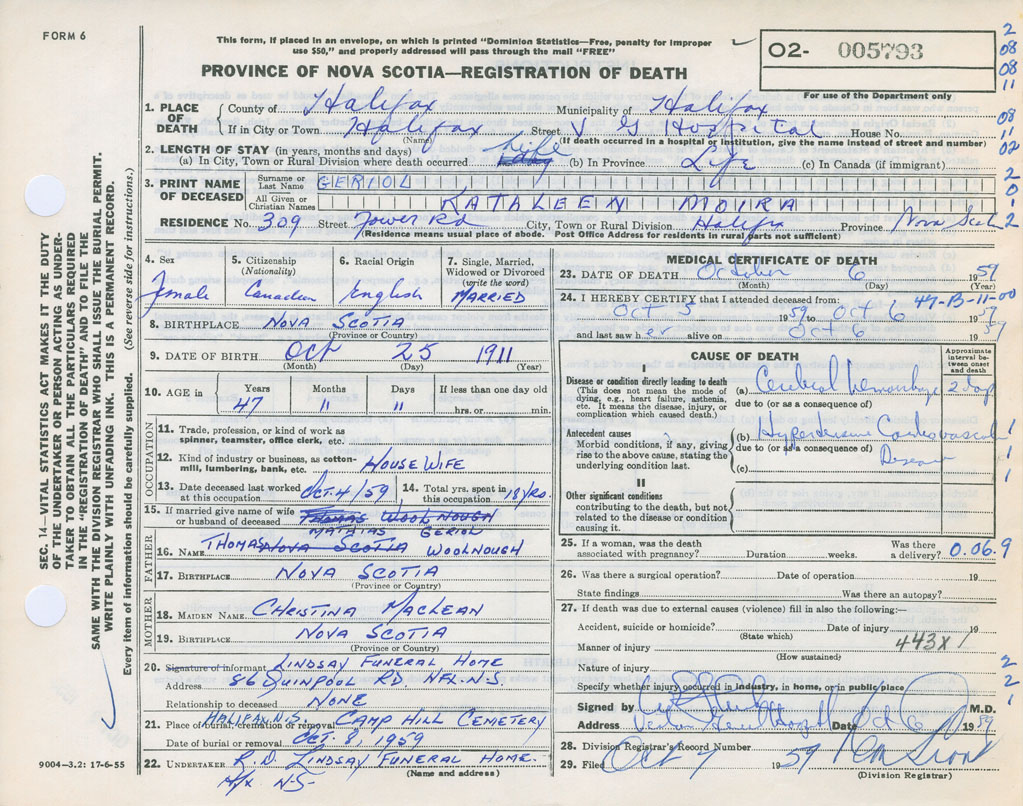 FORM 6
This form, if placed in an envelope, on which is printed "Dominion Statistics—Free, penalty for improper
use $50," and properly addressed will pass through the mail "FREE"
O2- 005793
For use of the Department only
PROVINCE OF NOVA SCOTIA—REGISTRATION OF DEATH
2
08
08
11
08
11
02
2
0
1
2
SEC. 14—VITAL STATISTICS ACT MAKES IT THE DUTY
OF THE UNDERTAKER OR PERSON ACTING AS UNDER-
TAKER TO OBTAIN ALL THE PARTICULARS REQUIRED
IN THE "REGISTRATION OF DEATH" AND TO FILE THE
SAME WITH THE DIVISION REGISTRAR WHO SHALL ISSUE THE BURIAL PERMIT.
WRITE PLAINLY WITH UNFADING INK. THIS IS A PERMANENT RECORD.
Every item of information should be carefully supplied. (See reverse side for instructions.)
1. PLACE OF DEATH
County of Halifax Municipality of Halifax
If in City or Town Halifax Street V G Hospital House No.
(Name) (If death occurred in a hospital or institution, give the name instead of street and number)
2. LENGTH OF STAY (in years, months and days)
(a) In City, Town or Rural Division where death occurred Life (b) In Province Life (c) In Canada (if immigrant)
3. PRINT NAME OF DECEASED
Surname or Last Name GERIOL
All Given or Christian Names KATHLEEN MOIRA
RESIDENCE No. 309 Street Tower Rd City, Town or Rural Division Halifax Province Nova Scotia
(Residence means usual place of abode. Post Office Address for residents in rural parts not sufficient)
4. Sex
Female
5. Citizenship
(Nationality)
Canadian
6. Racial Origin
English
7. Single, Married,
Widowed or Divorced
(write the word)
MARRIED
8. BIRTHPLACE NOVA SCOTIA
(Province or Country)
9. DATE OF BIRTH Oct 25 1911
(Month) (Day) (Year)
10. AGE in Years Months Days If less than one day old
47 11 11 hrs. or min.
OCCUPATION
11. Trade, profession, or kind of work as
spinner, teamster, office clerk, etc.
12. Kind of industry or business, as cotton-
mill, lumbering, bank, etc. HOUSE WIFE
13. Date deceased last worked
at this occupation OCT. 4/59
14. Total yrs. spent in
this occupation 18 yrs.
15. If married give name of wife
or husband of deceased THOMAS WOOLNOUGH
MATHIAS GERIOL
FATHER
16. NAME THOMAS NOVA SCOTIA WOOLNOUGH
17. BIRTHPLACE NOVA SCOTIA
(Province or Country)
MOTHER
18. MAIDEN NAME CHRISTINA MACLEAN
19. BIRTHPLACE NOVA SCOTIA
(Province or Country)
20. Signature of informant LINDSAY FUNERAL HOME
Address 86 QUINPOOL RD HFX. N.S.
Relationship to deceased NONE
21. Place of burial, cremation or removal HALIFAX N.S. CAMP HILL CEMETERY
Date of burial or removal OCT. 8, 1959
22. UNDERTAKER R. D. LINDSAY FUNERAL HOME.
Hfx N.S-
(Name and address)
9004—3.2: 17-6-55
MEDICAL CERTIFICATE OF DEATH
23. DATE OF DEATH October 6 1959
(Month) (Day) (Year)
24. I HEREBY CERTIFY that I attended deceased from: 47-B-11-00
Oct 5 1959 to Oct 6 1959
and last saw her alive on Oct 6 1959
CAUSE OF DEATH
Approximate
interval be-
tween onset
and death
I
Disease or condition directly leading to death
(This does not mean the mode of
dying, e.g., heart failure, asthenia,
etc. It means the disease, injury, or
complication which caused death.)
(a) Cerebral hemorrhage 2 days
due to (or as a consequence of)
Antecedent causes
Morbid conditions, if any, giving
rise to the above cause, stating the
underlying condition last.
(b) Hypertensive Cardiovascular
due to (or as a consequence of) Disease
(c)
1
1
1
II
Other significant conditions
contributing to the death, but not
related to the disease or condition
causing it.
25. If a woman, was the death
associated with pregnancy? Duration weeks. Was there
a delivery? 0.06.9
26. Was there a surgical operation? Date of operation 19
State findings Was there an autopsy?
27. If death was due to external causes (violence) fill in also the following:—
Accident, suicide or homicide? Date of injury 19
(State which)
443X1
Manner of injury
(How sustained)
Nature of injury
Specify whether injury occurred in industry, in home, or in public place
2
2
1
Signed by M.D.
Address Date Oct 6 1959
28. Division Registrar's Record Number
29. Filed Oct 7 1959
(Division Registrar)